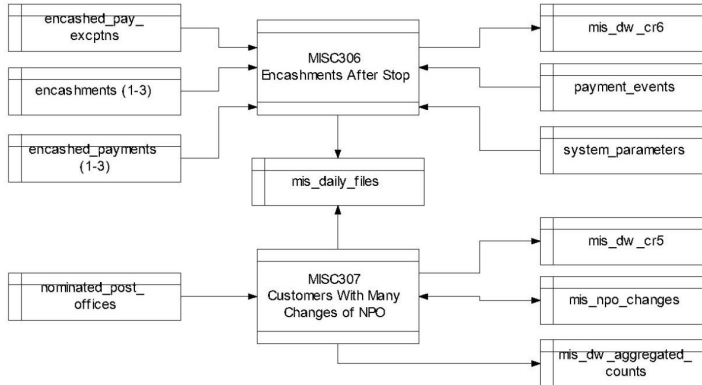 encashed_pay_
excptns
encashments (1-3)
encashed_payments
(1-3)
MISC306
Encashments After Stop
mis_dw_cr6
payment_events
system_parameters
mis_daily_files
nominated_post_
offices
MISC307
Customers With Many
Changes of NPO
mis_dw_cr5
mis_npo_changes
mis_dw_aggregated_
counts